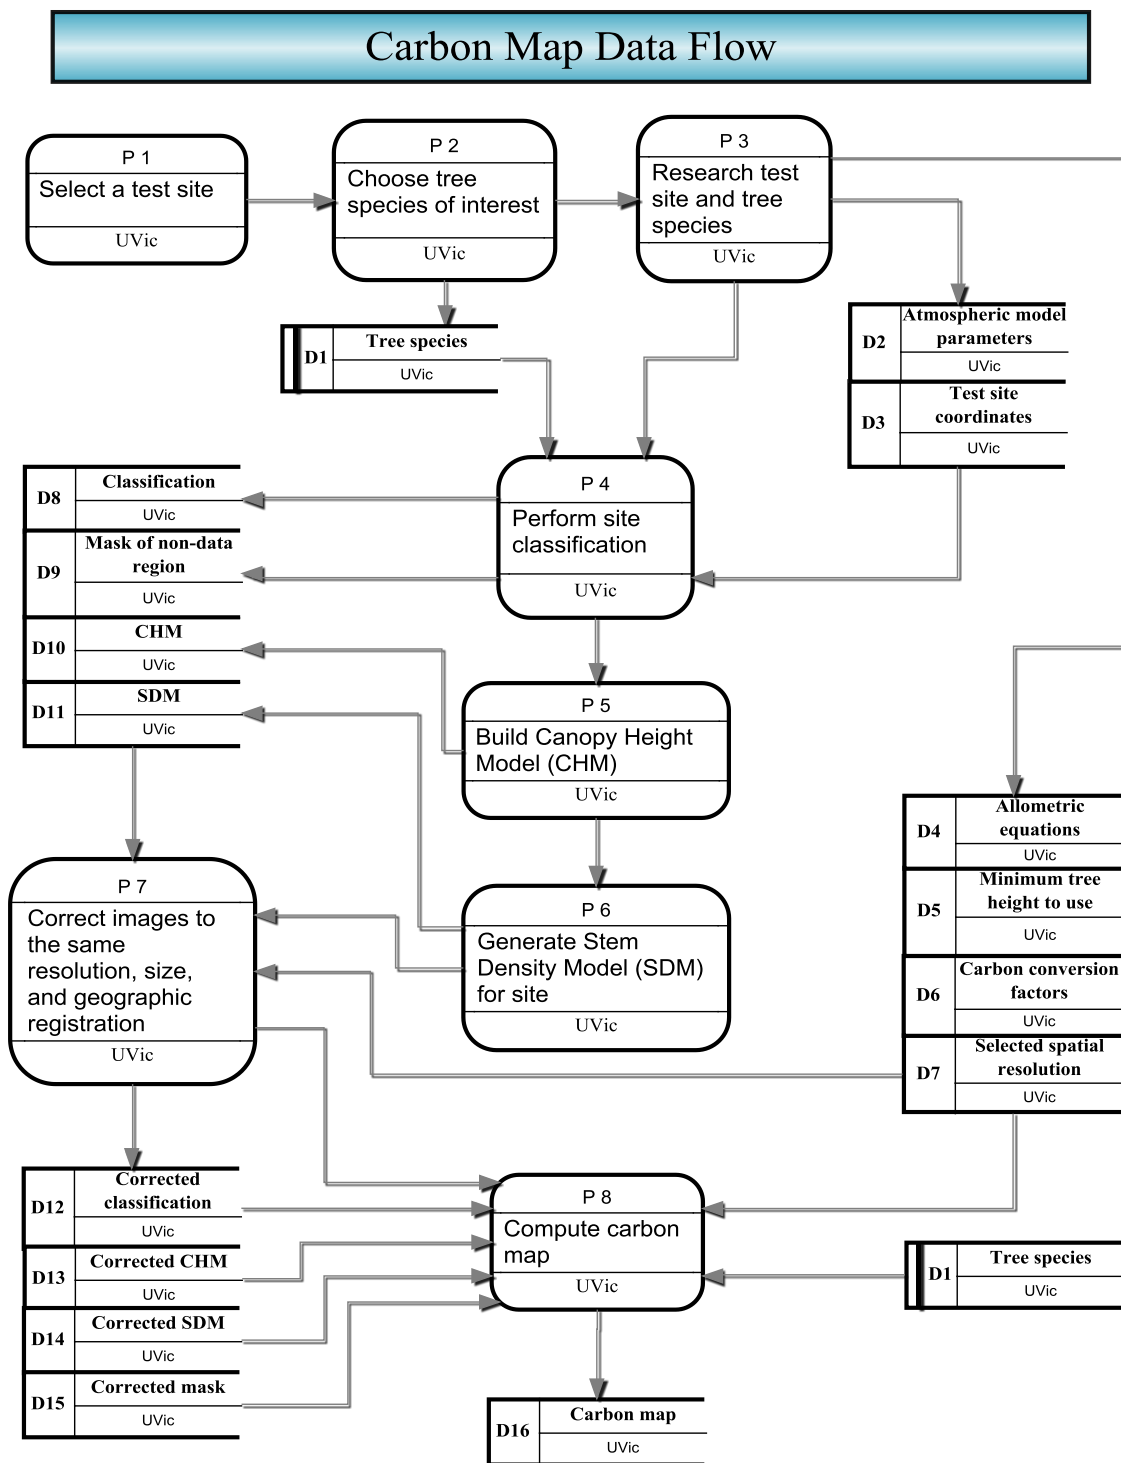 Carbon Map Data Flow
P 1
Select a test site
UVic
P 2
Choose tree
species of interest
UVic
P 3
Research test
site and tree
species
UVic
D1
Tree species
UVic
D2
Atmospheric model
parameters
UVic
D3
Test site
coordinates
UVic
P 4
Perform site
classification
UVic
D8
Classification
UVic
D9
Mask of non-data
region
UVic
D10
CHM
UVic
D11
SDM
UVic
P 5
Build Canopy Height
Model (CHM)
UVic
D4
Allometric
equations
UVic
D5
Minimum tree
height to use
UVic
D6
Carbon conversion
factors
UVic
D7
Selected spatial
resolution
UVic
P 6
Generate Stem
Density Model (SDM)
for site
UVic
P 7
Correct images to
the same
resolution, size,
and geographic
registration
UVic
D12
Corrected
classification
UVic
D13
Corrected CHM
UVic
D14
Corrected SDM
UVic
D15
Corrected mask
UVic
P 8
Compute carbon
map
UVic
D1
Tree species
UVic
D16
Carbon map
UVic